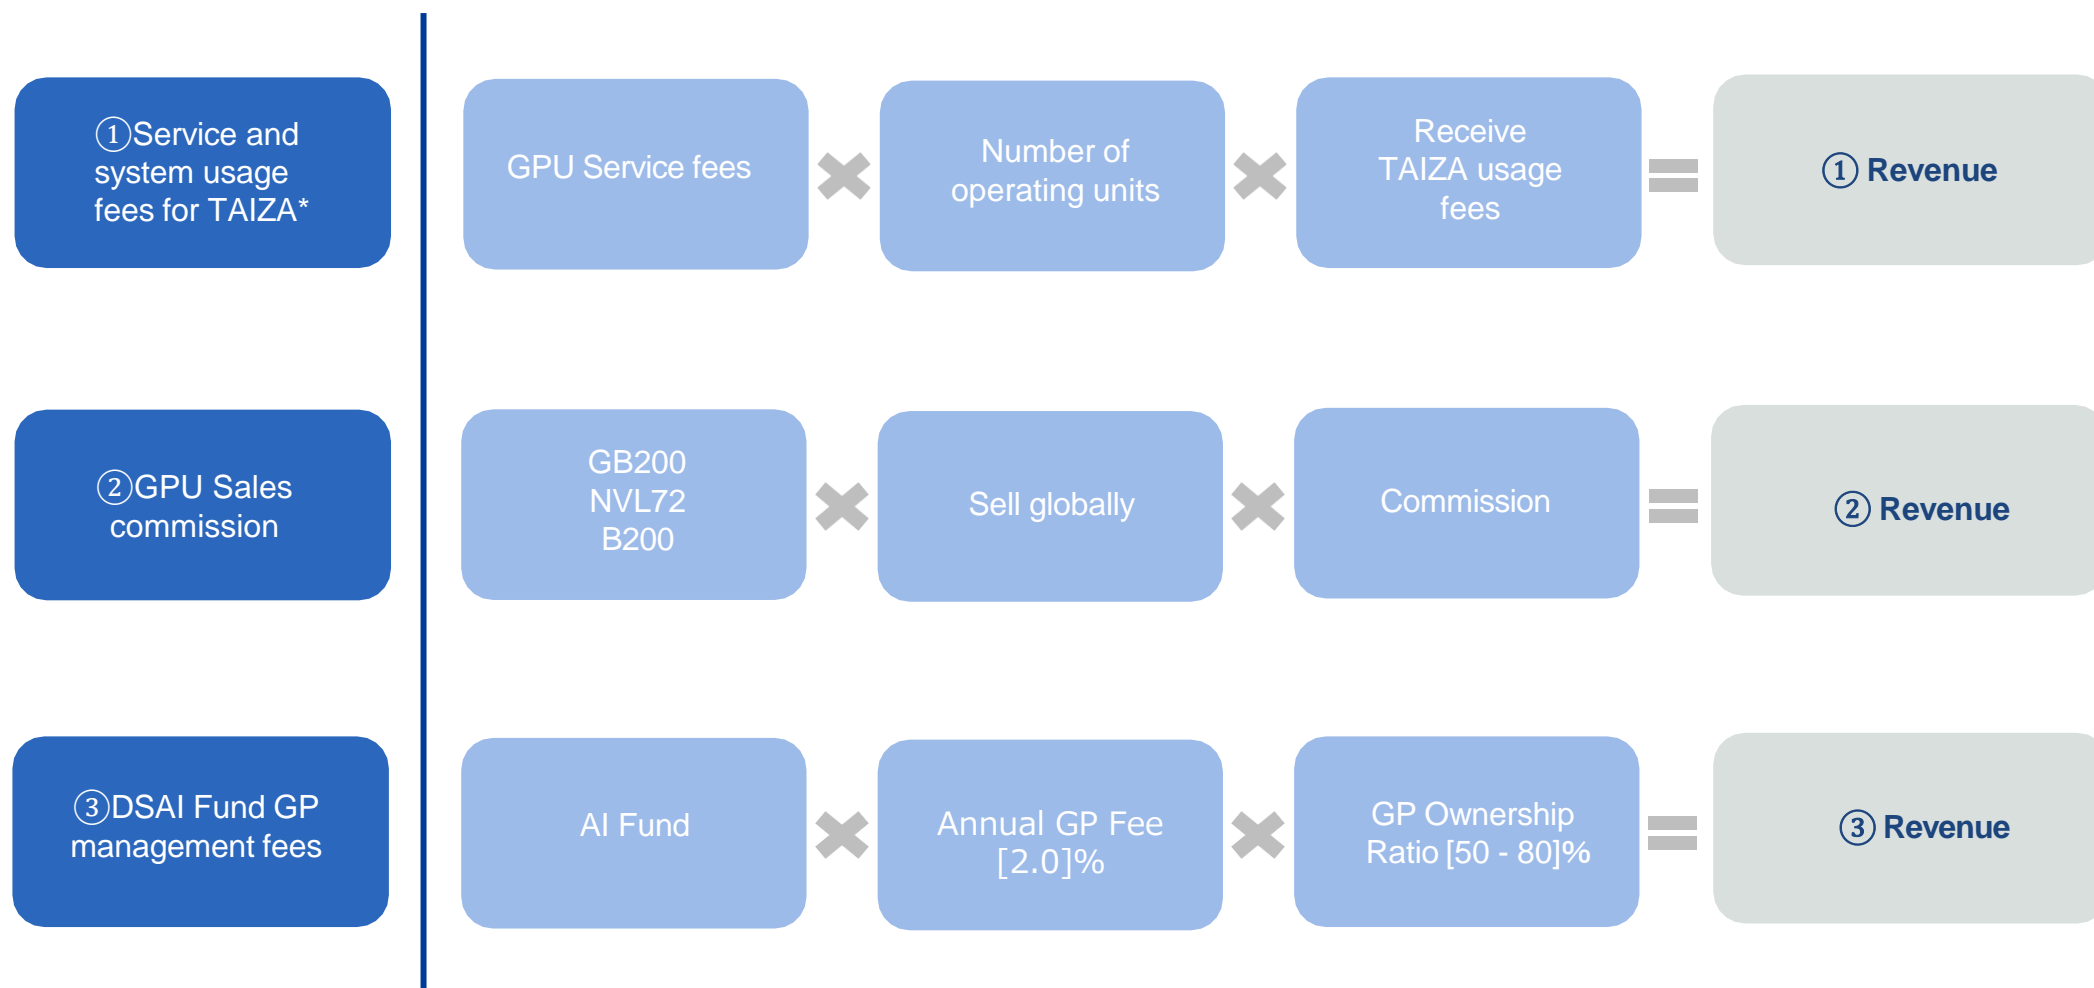 ①Service and
system usage
fees for TAIZA*
GPU Service fees
Number of
operating units
Receive
TAIZA usage
fees
① Revenue
②GPU Sales
commission
GB200
NVL72
B200
Sell globally
Commission
② Revenue
③DSAI Fund GP
management fees
AI Fund
Annual GP Fee
[2.0]%
GP Ownership
Ratio [50 - 80]%
③ Revenue